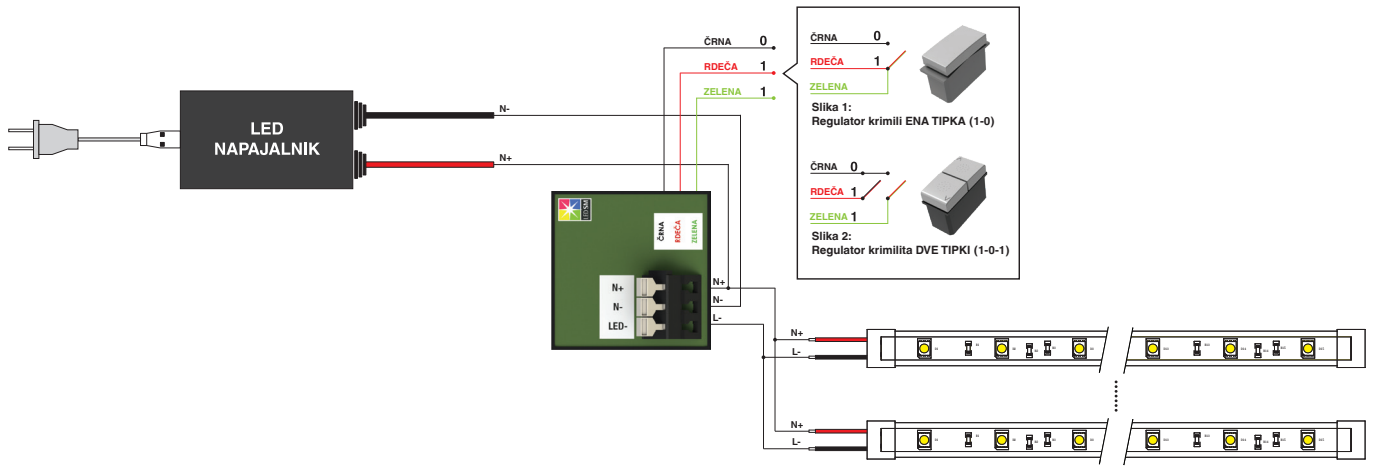 ČRNA 0
RDEČA 1
ZELENA 1
ČRNA 0
RDEČA 1
ZELENA
Slika 1:
Regulator krimili ENA TIPKA (1-0)
ČRNA 0
RDEČA 1
ZELENA 1
Slika 2:
Regulator krimilita DVE TIPKI (1-0-1)
LED
NAPAJALNIK
N-
N+
ČRNA
RDEČA
ZELENA
N+
N-
LED-
N+
N-
L-
N+
L-
N+
L-